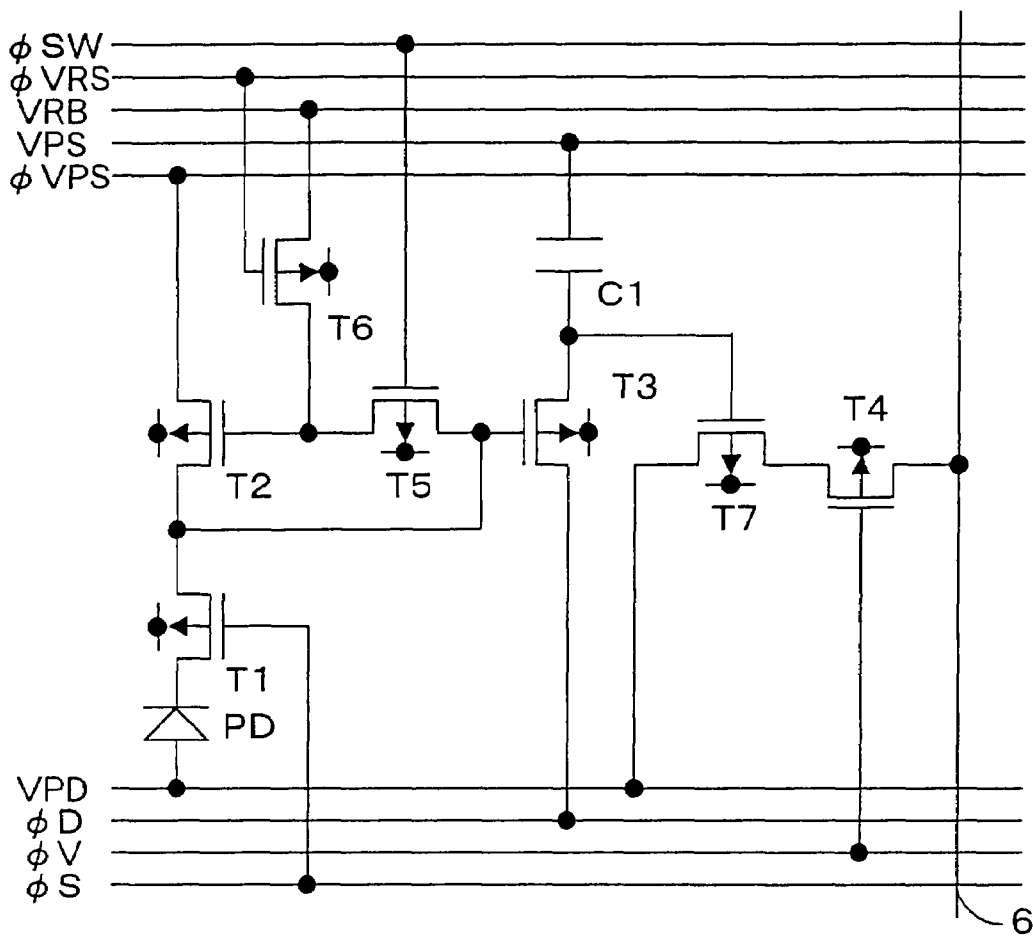 ϕSW
ϕVRS
VRB
VPS
ϕVPS
C1
T6
T3
T4
T2
T5
T7
T1
PD
VPD
ϕD
ϕV
ϕS
6